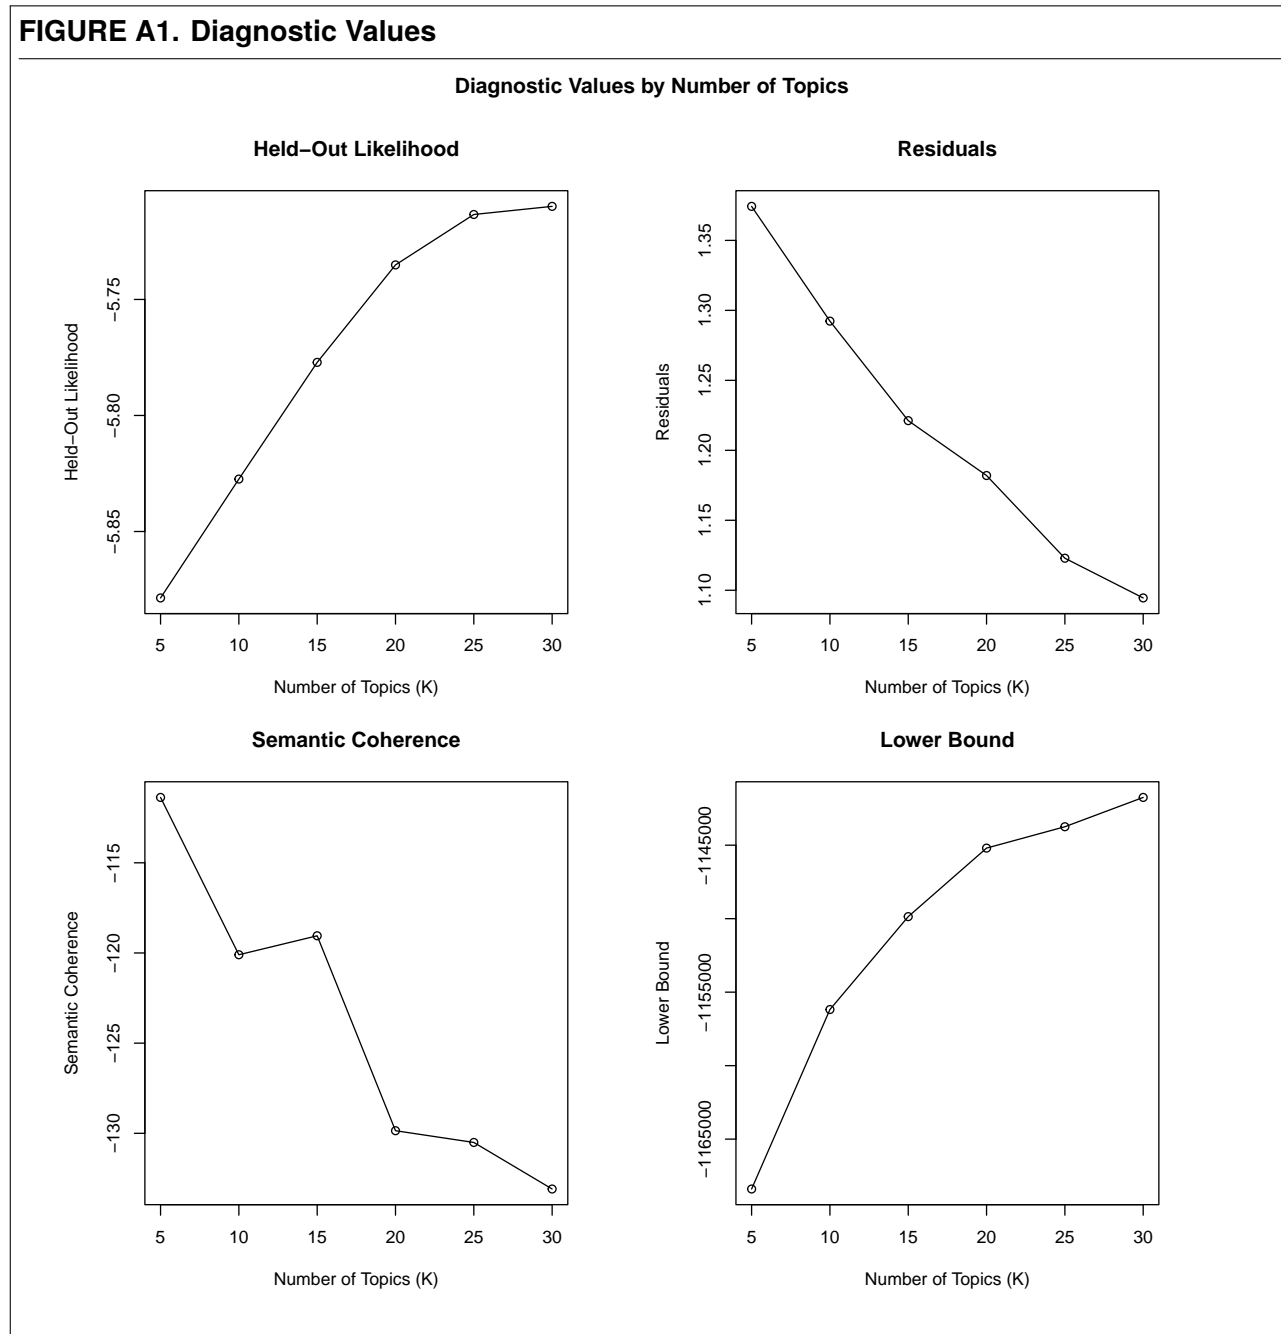 FIGURE A1. Diagnostic Values
Diagnostic Values by Number of Topics
Held–Out Likelihood
Held–Out Likelihood
−5.75
−5.80
−5.85
5 10 15 20 25 30
Number of Topics (K)
Residuals
Residuals
1.35
1.30
1.25
1.20
1.15
1.10
5 10 15 20 25 30
Number of Topics (K)
Semantic Coherence
Semantic Coherence
−115
−120
−125
−130
5 10 15 20 25 30
Number of Topics (K)
Lower Bound
Lower Bound
−1145000
−1155000
−1165000
5 10 15 20 25 30
Number of Topics (K)